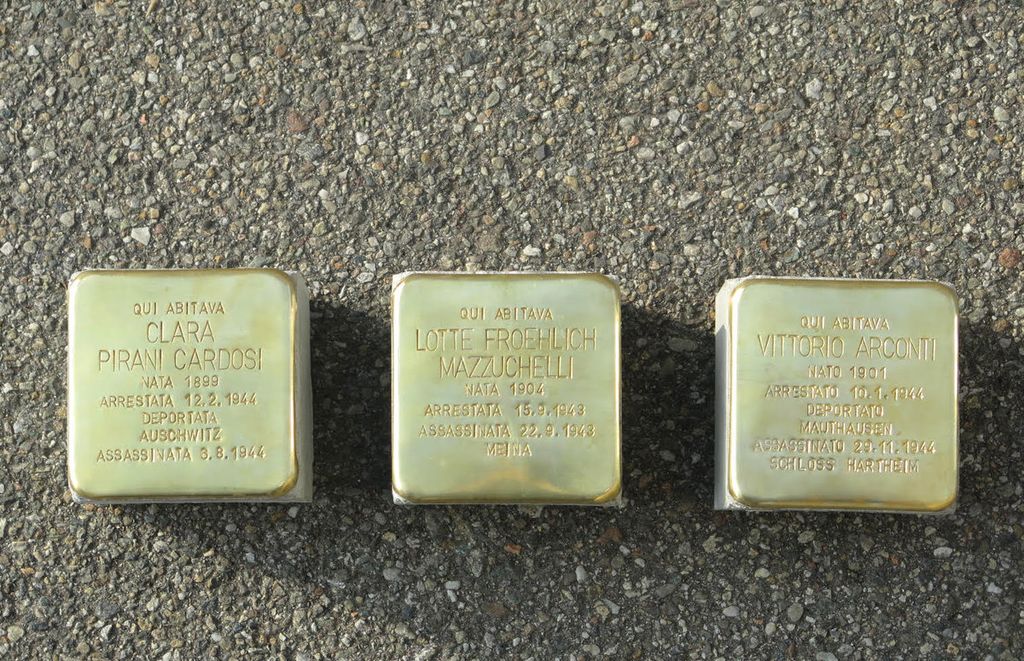 QUI ABITAVA
CLARA
PIRANI CARDOSI
NATA 1899
ARRESTATA 12.2.1944
DEPORTATA
AUSCHWITZ
ASSASSINATA 3.8.1944
QUI ABITAVA
LOTTE FROEHLICH
MAZZUCHELLI
NATA 1904
ARRESTATA 15.9.1943
ASSASSINATA 22.9.1943
MEINA
QUI ABITAVA
VITTORIO ARCONTI
NATO 1901
ARRESTATO 10.1.1944
DEPORTATO
MAUTHAUSEN
ASSASSINATO 29.11.1944
SCHLOSS HARTHEIM